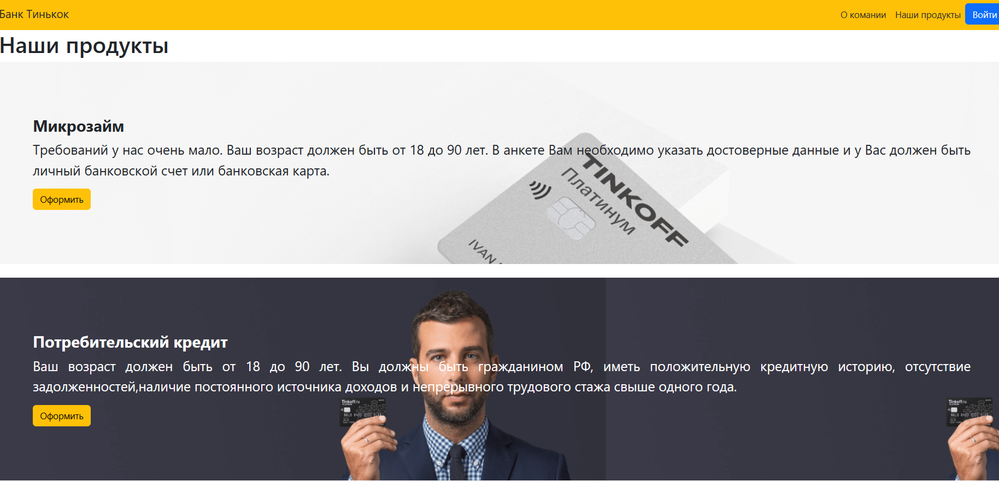 Банк Тинькок
О комании
Наши продукты
Войти
Наши продукты
Микрозайм
Требований у нас очень мало. Ваш возраст должен быть от 18 до 90 лет. В анкете Вам необходимо указать достоверные данные и у Вас должен быть
личный банковской счет или банковская карта.
Оформить
TINKOFF
Платинум
IVAN
Потребительский кредит
Ваш возраст должен быть от 18 до 90 лет. Вы должны быть гражданином РФ, иметь положительную кредитную историю, отсутствие
задолженностей,наличие постоянного источника доходов и непрерывного трудового стажа свыше одного года.
Оформить
Tinkoff.ru
Tinkoff.ru